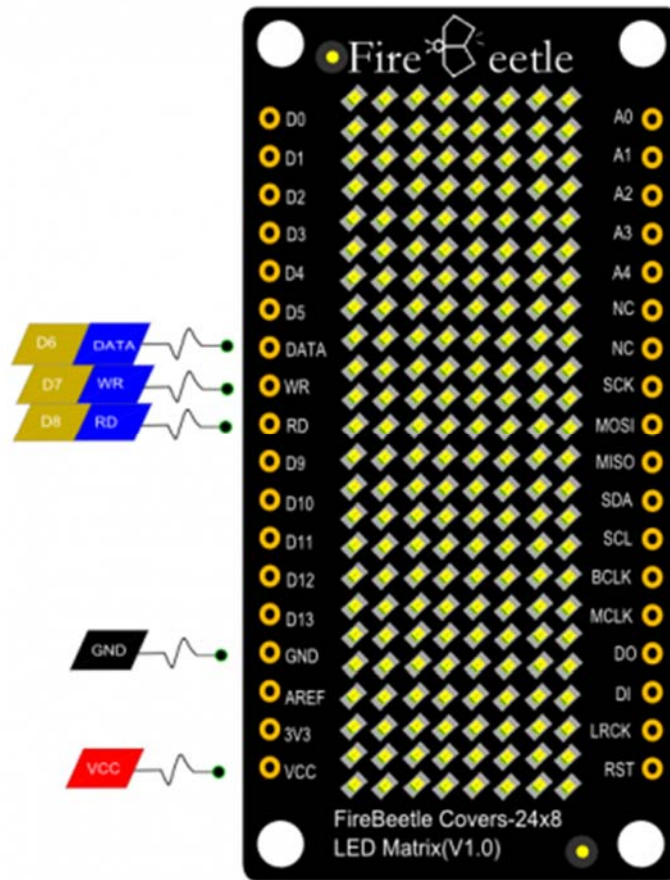 Fire eetle
D0 A0
D1 A1
D2 A2
D3 A3
D4 A4
D5 NC
D6 DATA DATA NC
D7 WR WR SCK
D8 RD RD MOSI
D9 MISO
D10 SDA
D11 SCL
D12 BCLK
D13 MCLK
GND GND DO
AREF DI
3V3 LRCK
VCC VCC RST
FireBeetle Covers-24x8
LED Matrix(V1.0)